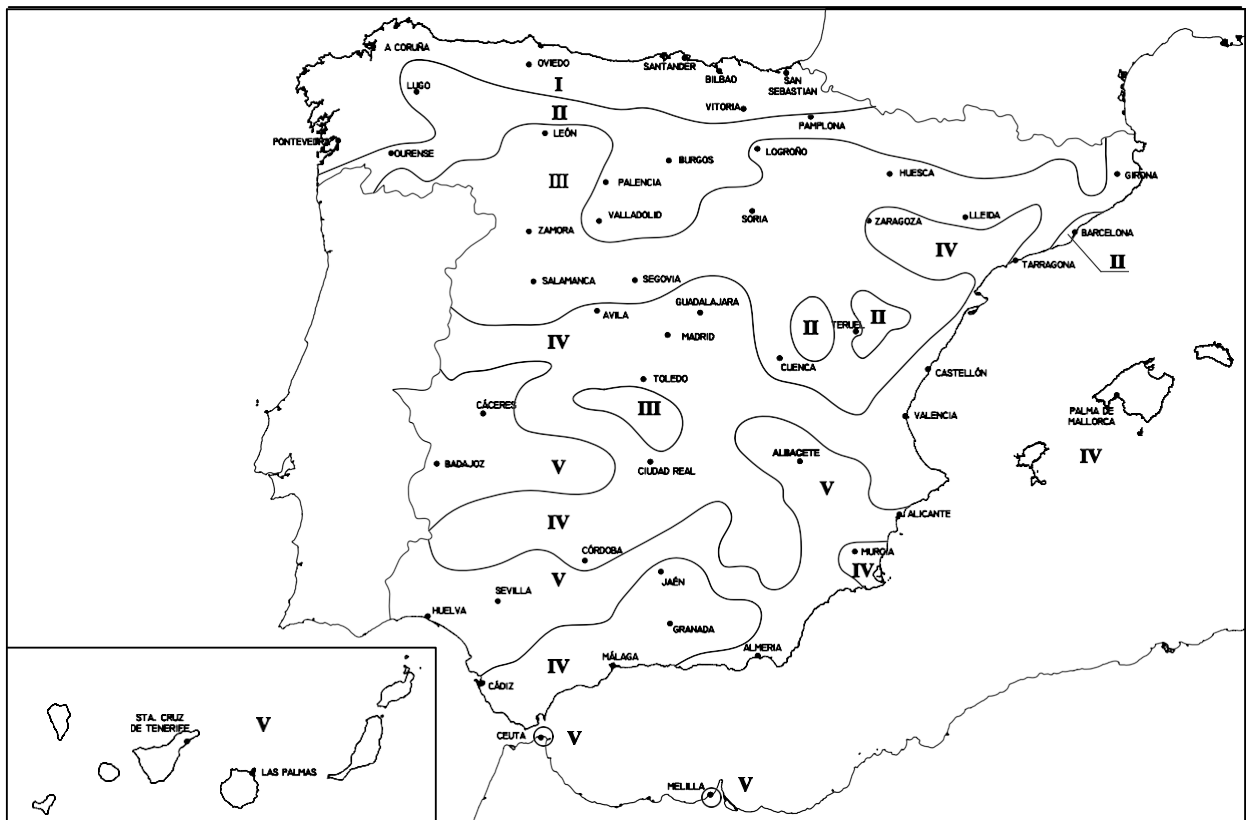 A CORUÑA
OVIEDO
SANTANDER
BILBAO
SAN
SEBASTIAN
LUGO
I
VITORIA
II
PAMPLONA
PONTEVEDRA
OURENSE
LEÓN
BURGOS
LOGROÑO
HUESCA
GIRONA
III
PALENCIA
VALLADOLID
SORIA
ZARAGOZA
LLEIDA
BARCELONA
ZAMORA
IV
TARRAGONA
II
SALAMANCA
SEGOVIA
GUADALAJARA
AVILA
TERUEL
II
II
IV
MADRID
CUENCA
CASTELLÓN
TOLEDO
CÁCERES
III
VALENCIA
PALMA DE
MALLORCA
IV
BADAJOZ
V
CIUDAD REAL
ALBACETE
V
IV
ALICANTE
CÓRDOBA
MURCIA
IV
V
JAÉN
SEVILLA
HUELVA
GRANADA
ALMERIA
MÁLAGA
IV
CÁDIZ
CEUTA
V
MELILLA
V
STA. CRUZ
DE TENERIFE
V
LAS PALMAS